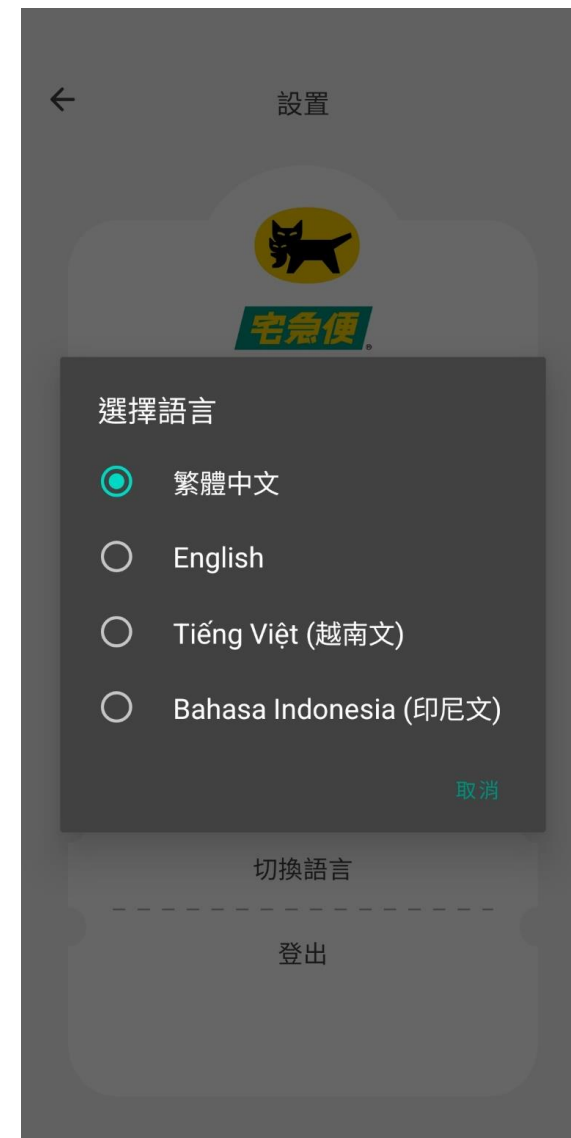 設置
宅急便
選擇語言
繁體中文
English
Tiếng Việt (越南文)
Bahasa Indonesia (印尼文)
取消
切換語言
登出